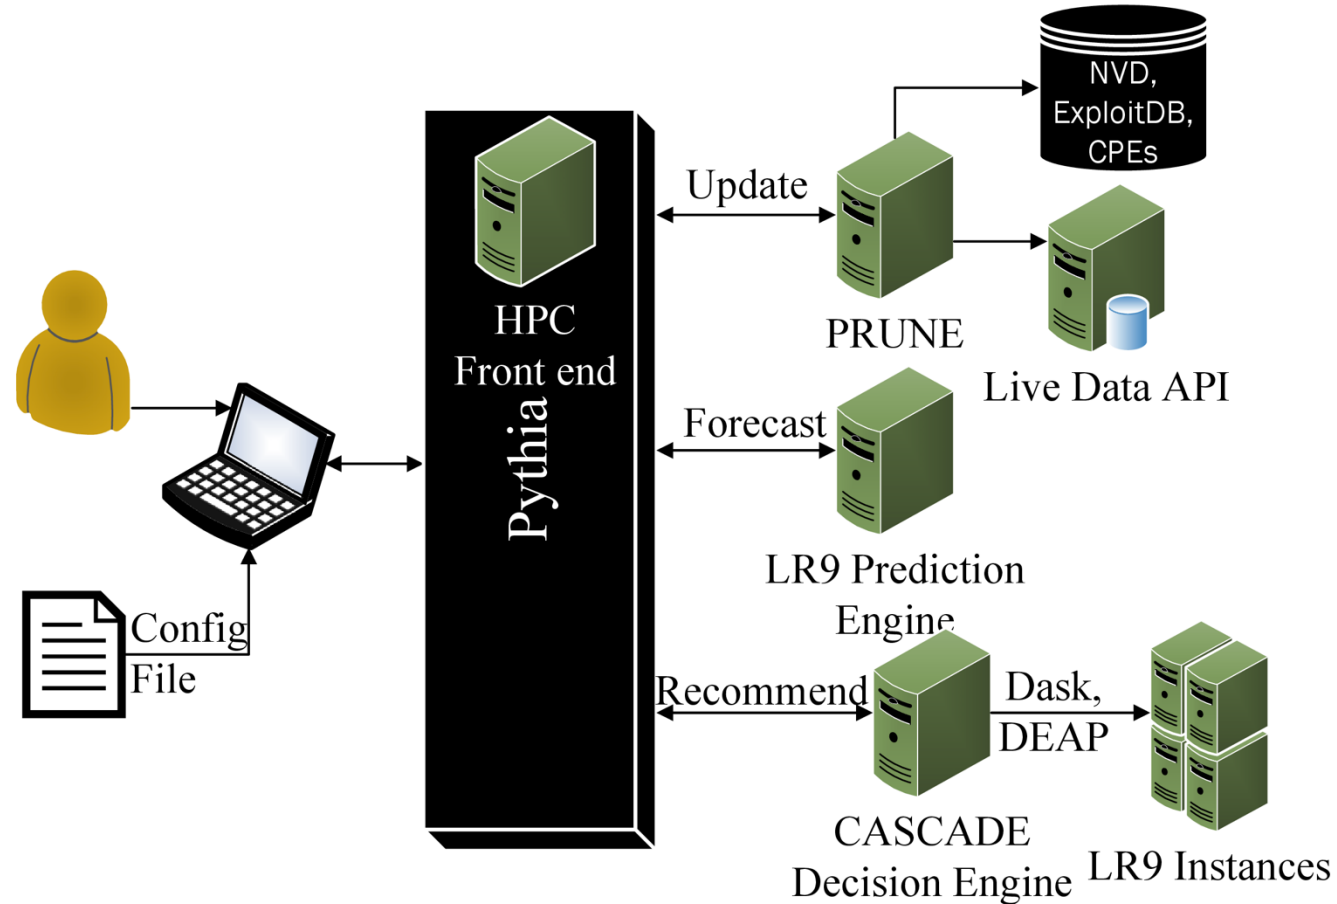 NVD,
ExploitDB,
CPEs
Update
HPC
Front end
Pythia
PRUNE
Live Data API
Forecast
LR9 Prediction
Engine
Config
File
Recommend
Dask,
DEAP
CASCADE
Decision Engine
LR9 Instances